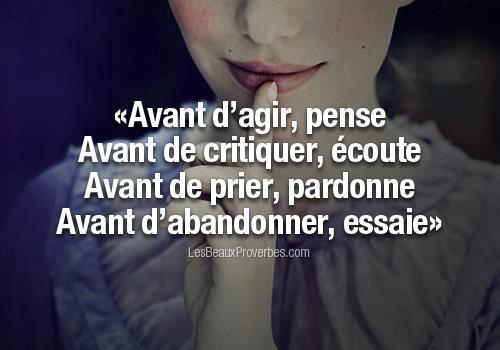 «Avant d’agir, pense
Avant de critiquer, écoute
Avant de prier, pardonne
Avant d’abandonner, essaie»
LesBeauxProverbes.com